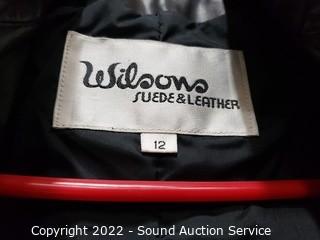 Wilsons
SUEDE & LEATHER
12
Copyright 2022 - Sound Auction Service